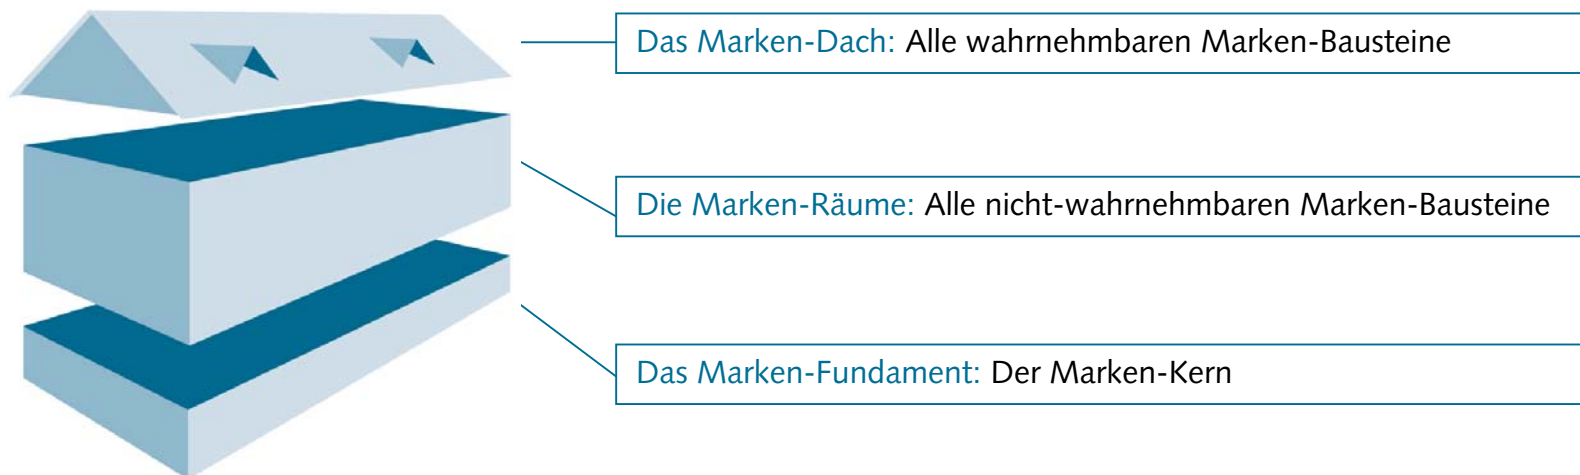 Das Marken-Dach: Alle wahrnehmbaren Marken-Bausteine
Die Marken-Räume: Alle nicht-wahrnehmbaren Marken-Bausteine
Das Marken-Fundament: Der Marken-Kern